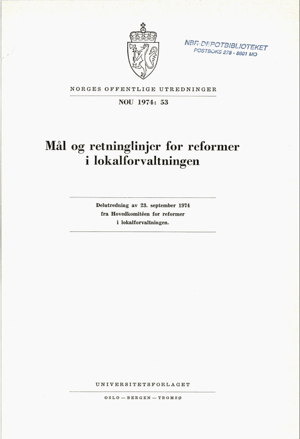 NBR DEPOTBIBLIOTEKET
POSTBOKS 278 - 8601 MO
NORGES OFFENTLIGE UTREDNINGER
NOU 1974: 53
Mål og retninglinjer for reformer
i lokalforvaltningen
Delutredning av 23. september 1974
fra Hovedkomitéen for reformer
i lokalforvaltningen.
UNIVERSITETSFORLAGET
OSLO — BERGEN — TROMSØ